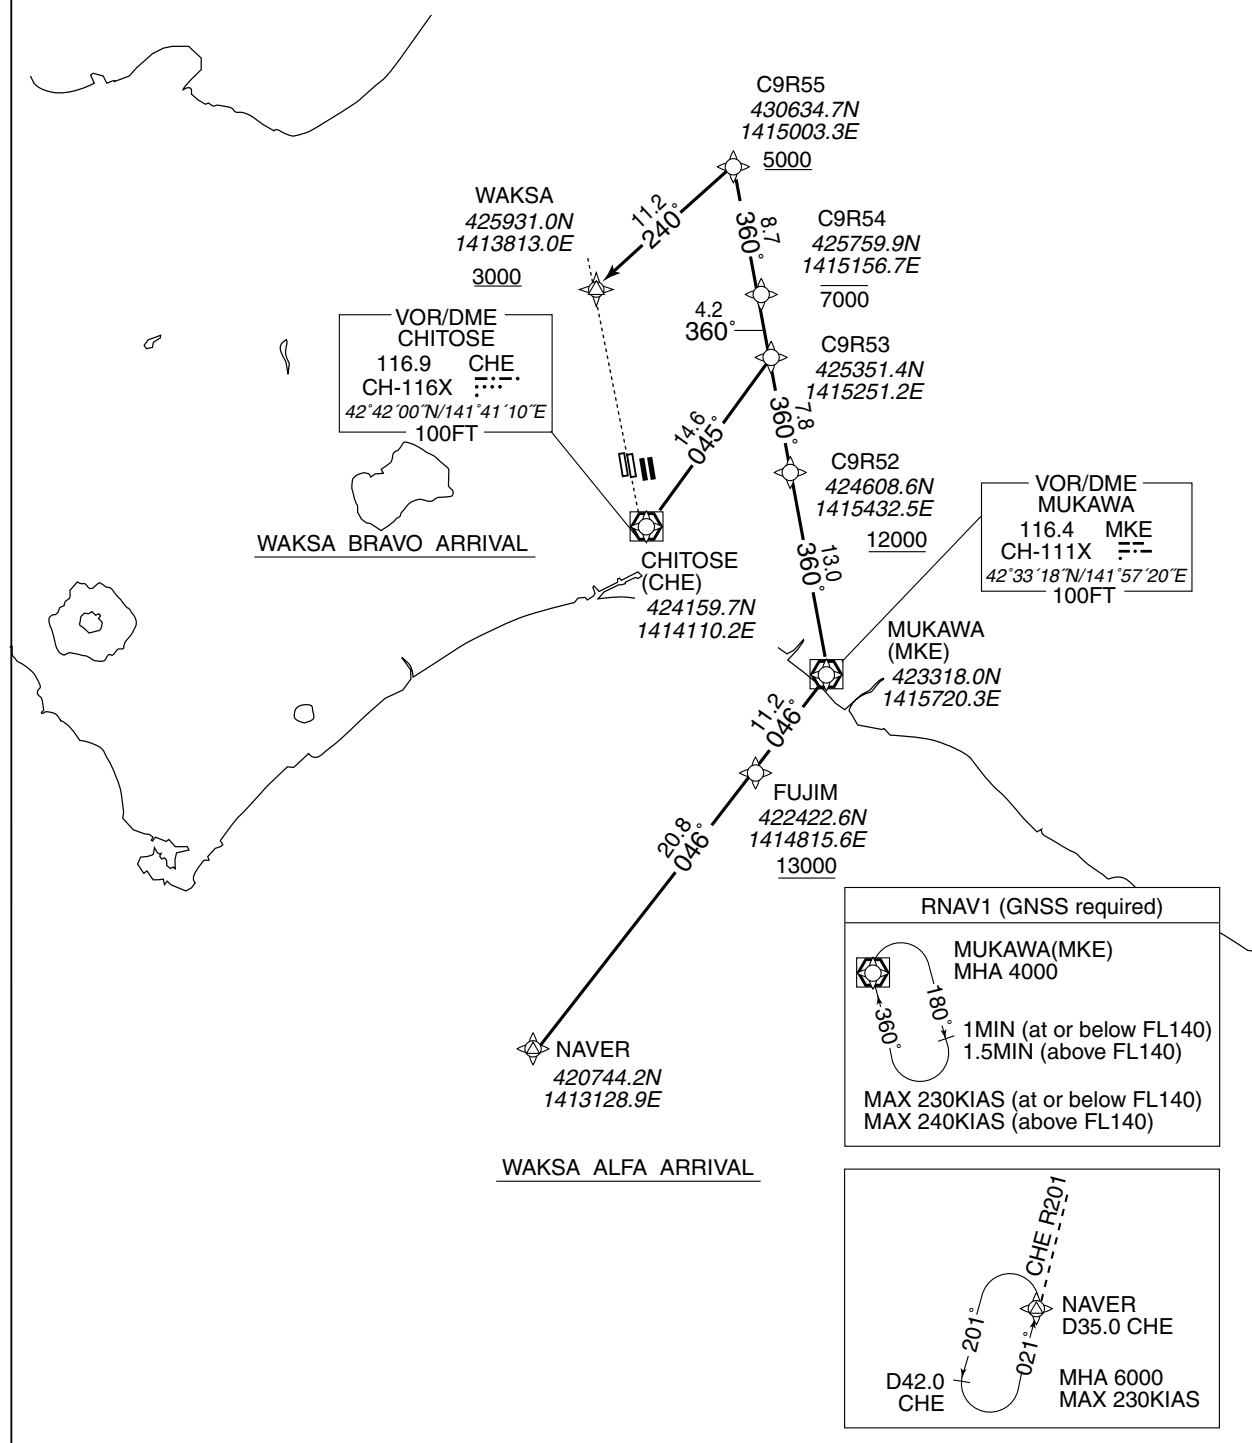 C9R55
430634.7N
1415003.3E
5000
WAKSA
425931.0N
1413813.0E
3000
11.2
240°
8.7
360°
C9R54
425759.9N
1415156.7E
7000
4.2
360°
C9R53
425351.4N
1415251.2E
VOR/DME
CHITOSE
116.9 CHE
CH-116X
42°42´00˝N/141°41´10˝E
100FT
14.6
045°
7.8
360°
C9R52
424608.6N
1415432.5E
12000
VOR/DME
MUKAWA
116.4 MKE
CH-111X
42°33´18˝N/141°57´20˝E
100FT
WAKSA BRAVO ARRIVAL
CHITOSE
(CHE)
424159.7N
1414110.2E
13.0
360°
MUKAWA
(MKE)
423318.0N
1415720.3E
11.2
046°
FUJIM
422422.6N
1414815.6E
13000
20.8
046°
NAVER
420744.2N
1413128.9E
WAKSA ALFA ARRIVAL
RNAV1 (GNSS required)
MUKAWA(MKE)
MHA 4000
180°
360°
1MIN (at or below FL140)
1.5MIN (above FL140)
MAX 230KIAS (at or below FL140)
MAX 240KIAS (above FL140)
CHE R201
NAVER
D35.0 CHE
201°
021°
D42.0
CHE
MHA 6000
MAX 230KIAS